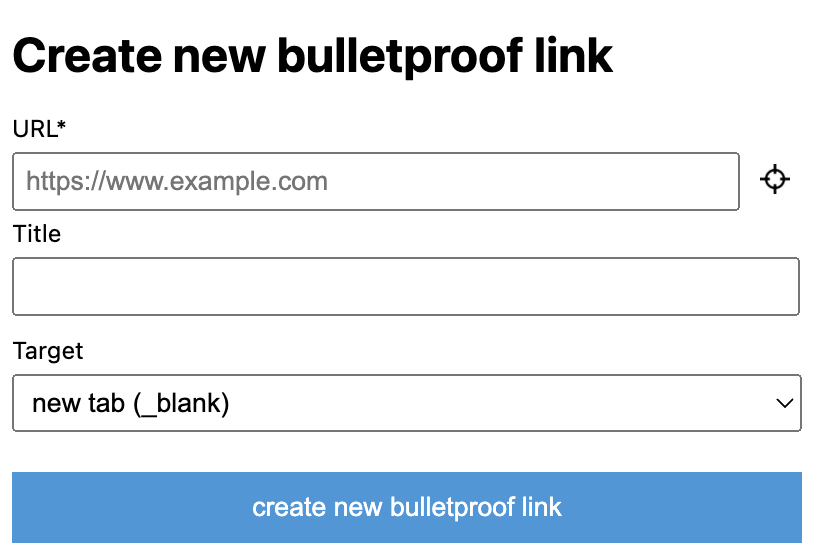 Create new bulletproof link
URL*
https://www.example.com
Title
Target
new tab (_blank)
create new bulletproof link